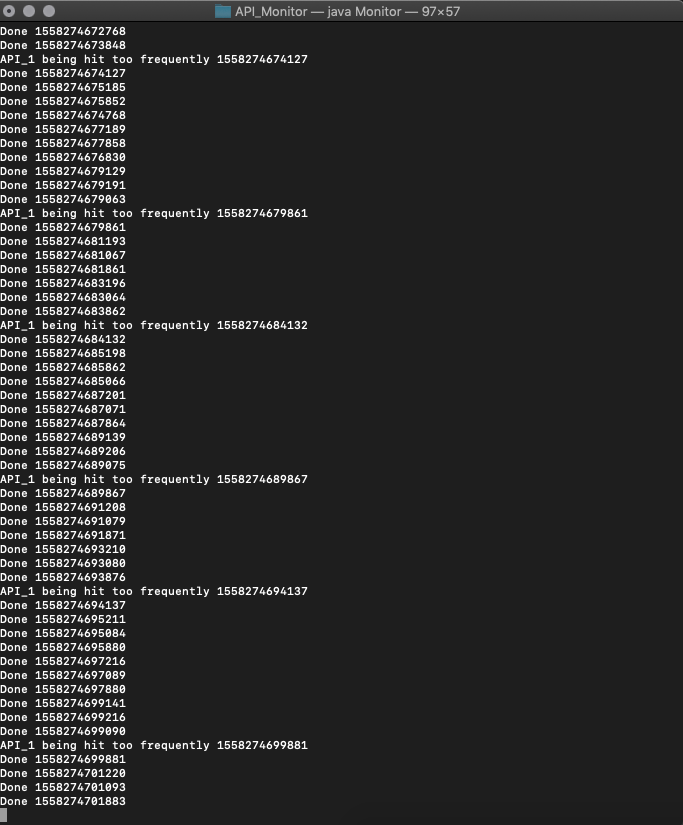 API_Monitor — java Monitor — 97×57
Done 1558274672768
Done 1558274673848
API_1 being hit too frequently 1558274674127
Done 1558274674127
Done 1558274675185
Done 1558274675852
Done 1558274674768
Done 1558274677189
Done 1558274677858
Done 1558274676830
Done 1558274679129
Done 1558274679191
Done 1558274679063
API_1 being hit too frequently 1558274679861
Done 1558274679861
Done 1558274681193
Done 1558274681067
Done 1558274681861
Done 1558274683196
Done 1558274683064
Done 1558274683862
API_1 being hit too frequently 1558274684132
Done 1558274684132
Done 1558274685198
Done 1558274685862
Done 1558274685066
Done 1558274687201
Done 1558274687071
Done 1558274687864
Done 1558274689139
Done 1558274689206
Done 1558274689075
API_1 being hit too frequently 1558274689867
Done 1558274689867
Done 1558274691208
Done 1558274691079
Done 1558274691871
Done 1558274693210
Done 1558274693080
Done 1558274693876
API_1 being hit too frequently 1558274694137
Done 1558274694137
Done 1558274695211
Done 1558274695084
Done 1558274695880
Done 1558274697216
Done 1558274697089
Done 1558274697880
Done 1558274699141
Done 1558274699216
Done 1558274699090
API_1 being hit too frequently 1558274699881
Done 1558274699881
Done 1558274701220
Done 1558274701093
Done 1558274701883